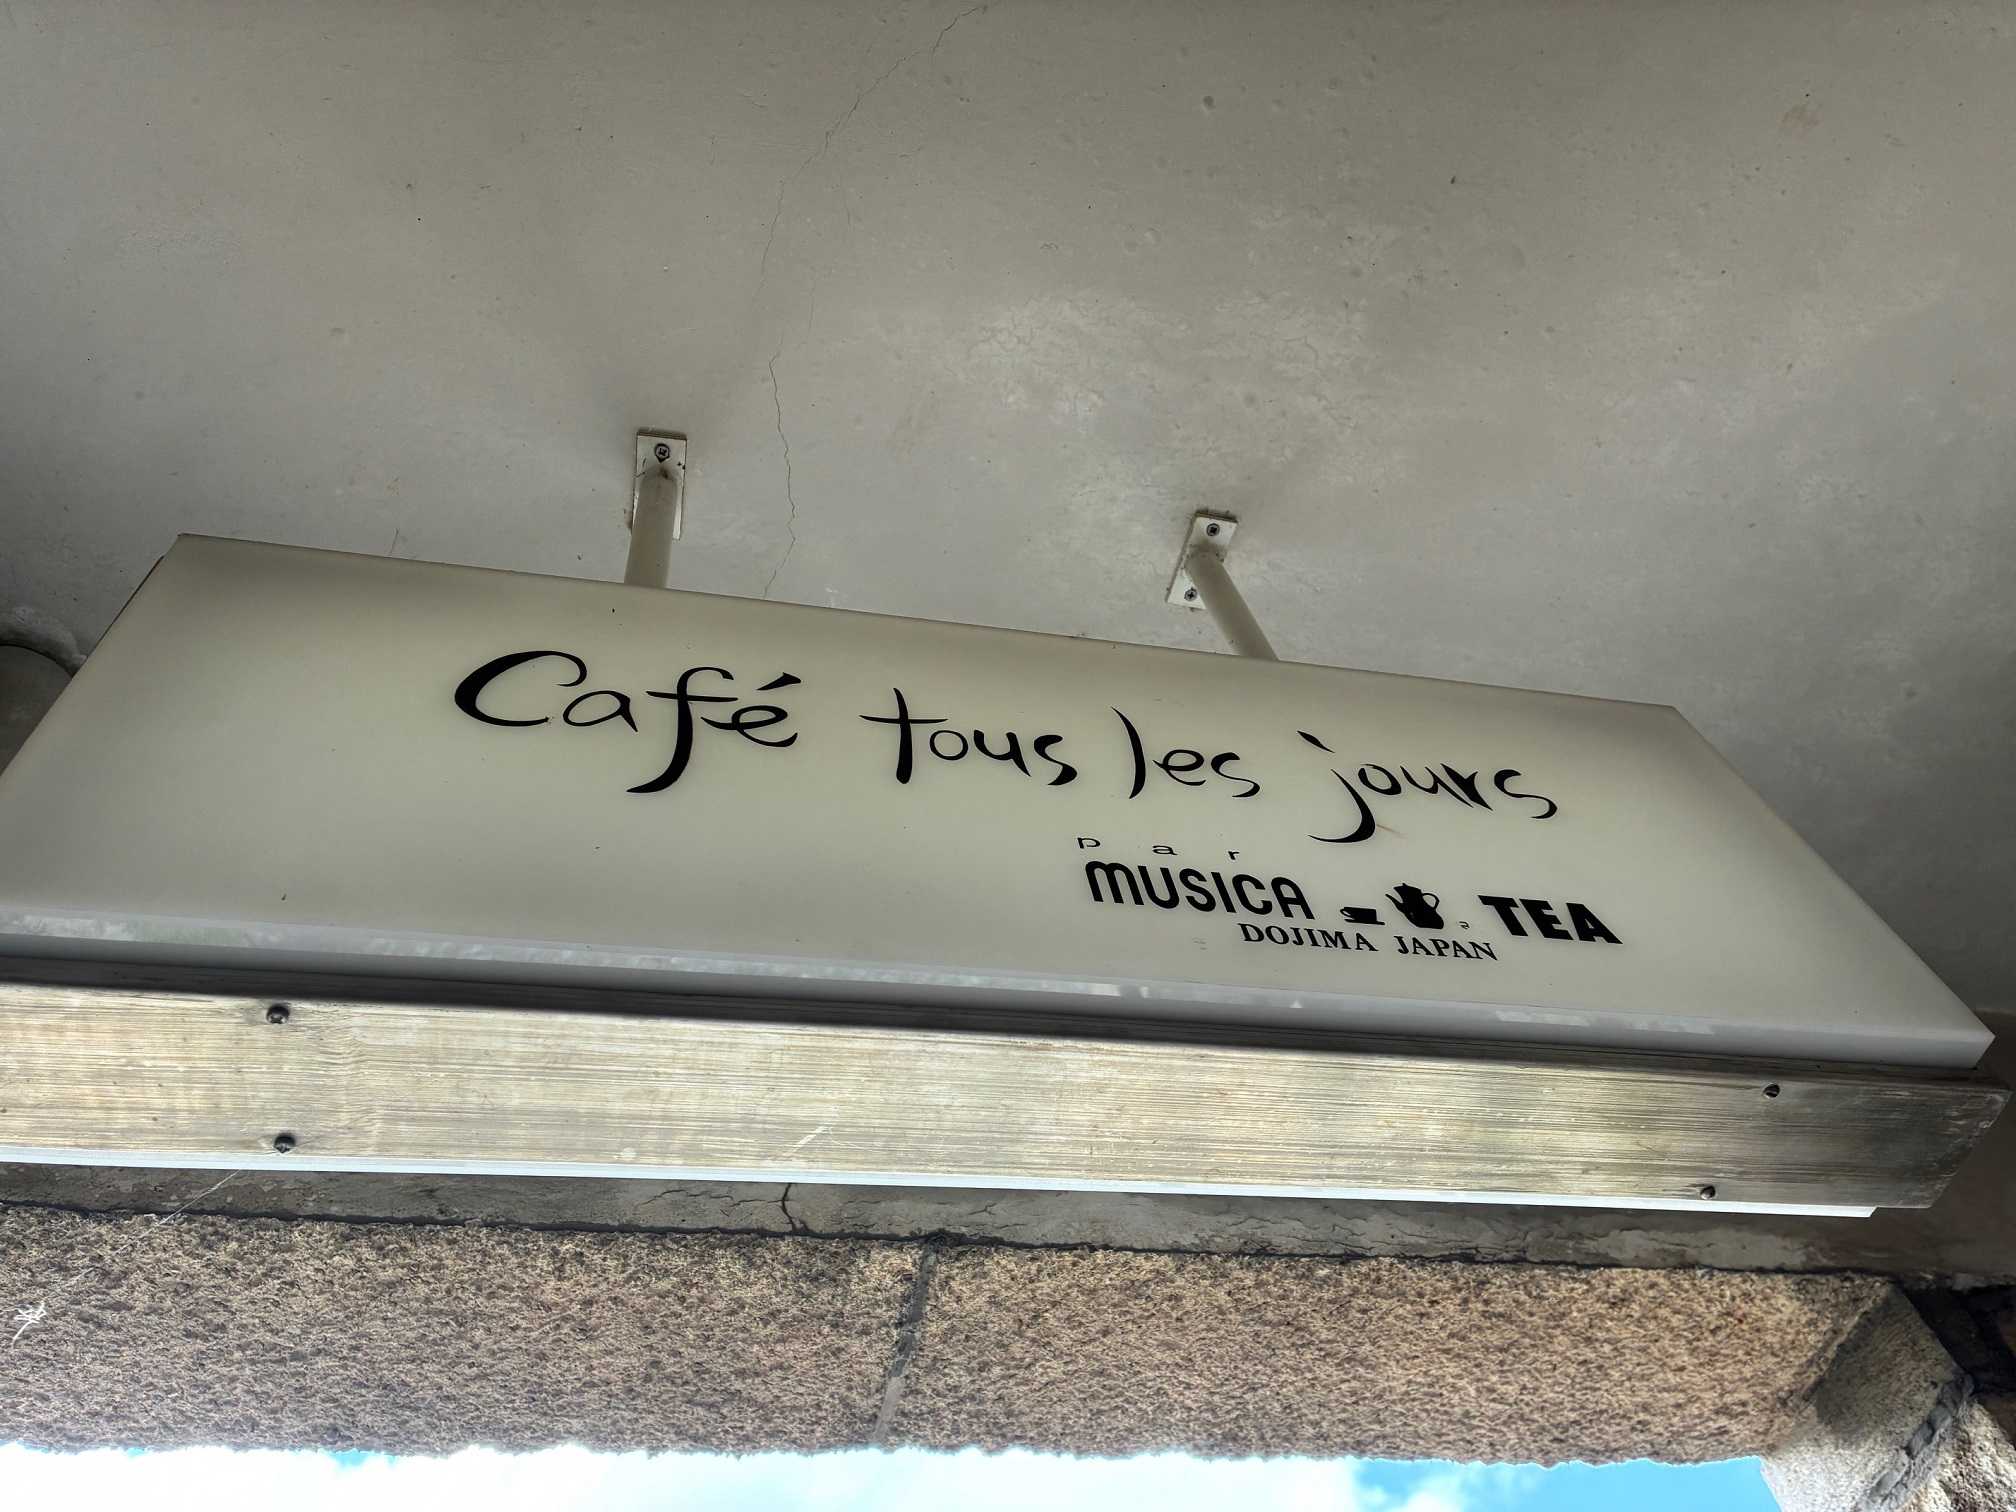 Café tous les jours
par
MUSICA TEA
DOJIMA JAPAN